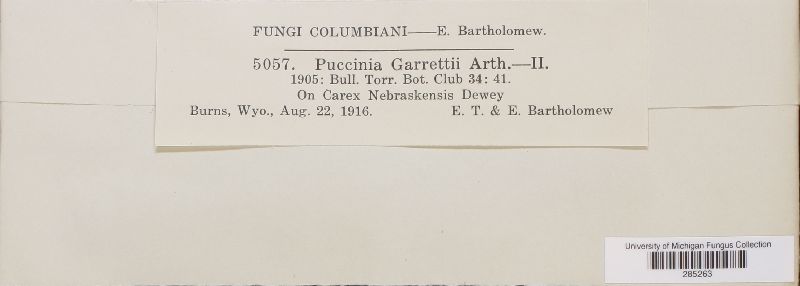 FUNGI COLUMBIANI——E. Bartholomew.
5057. Puccinia Garrettii Arth.—II.
1905: Bull. Torr. Bot. Club 34: 41.
On Carex Nebraskensis Dewey
Burns, Wyo., Aug. 22, 1916. E. T. & E. Bartholomew
University of Michigan Fungus Collection
285263